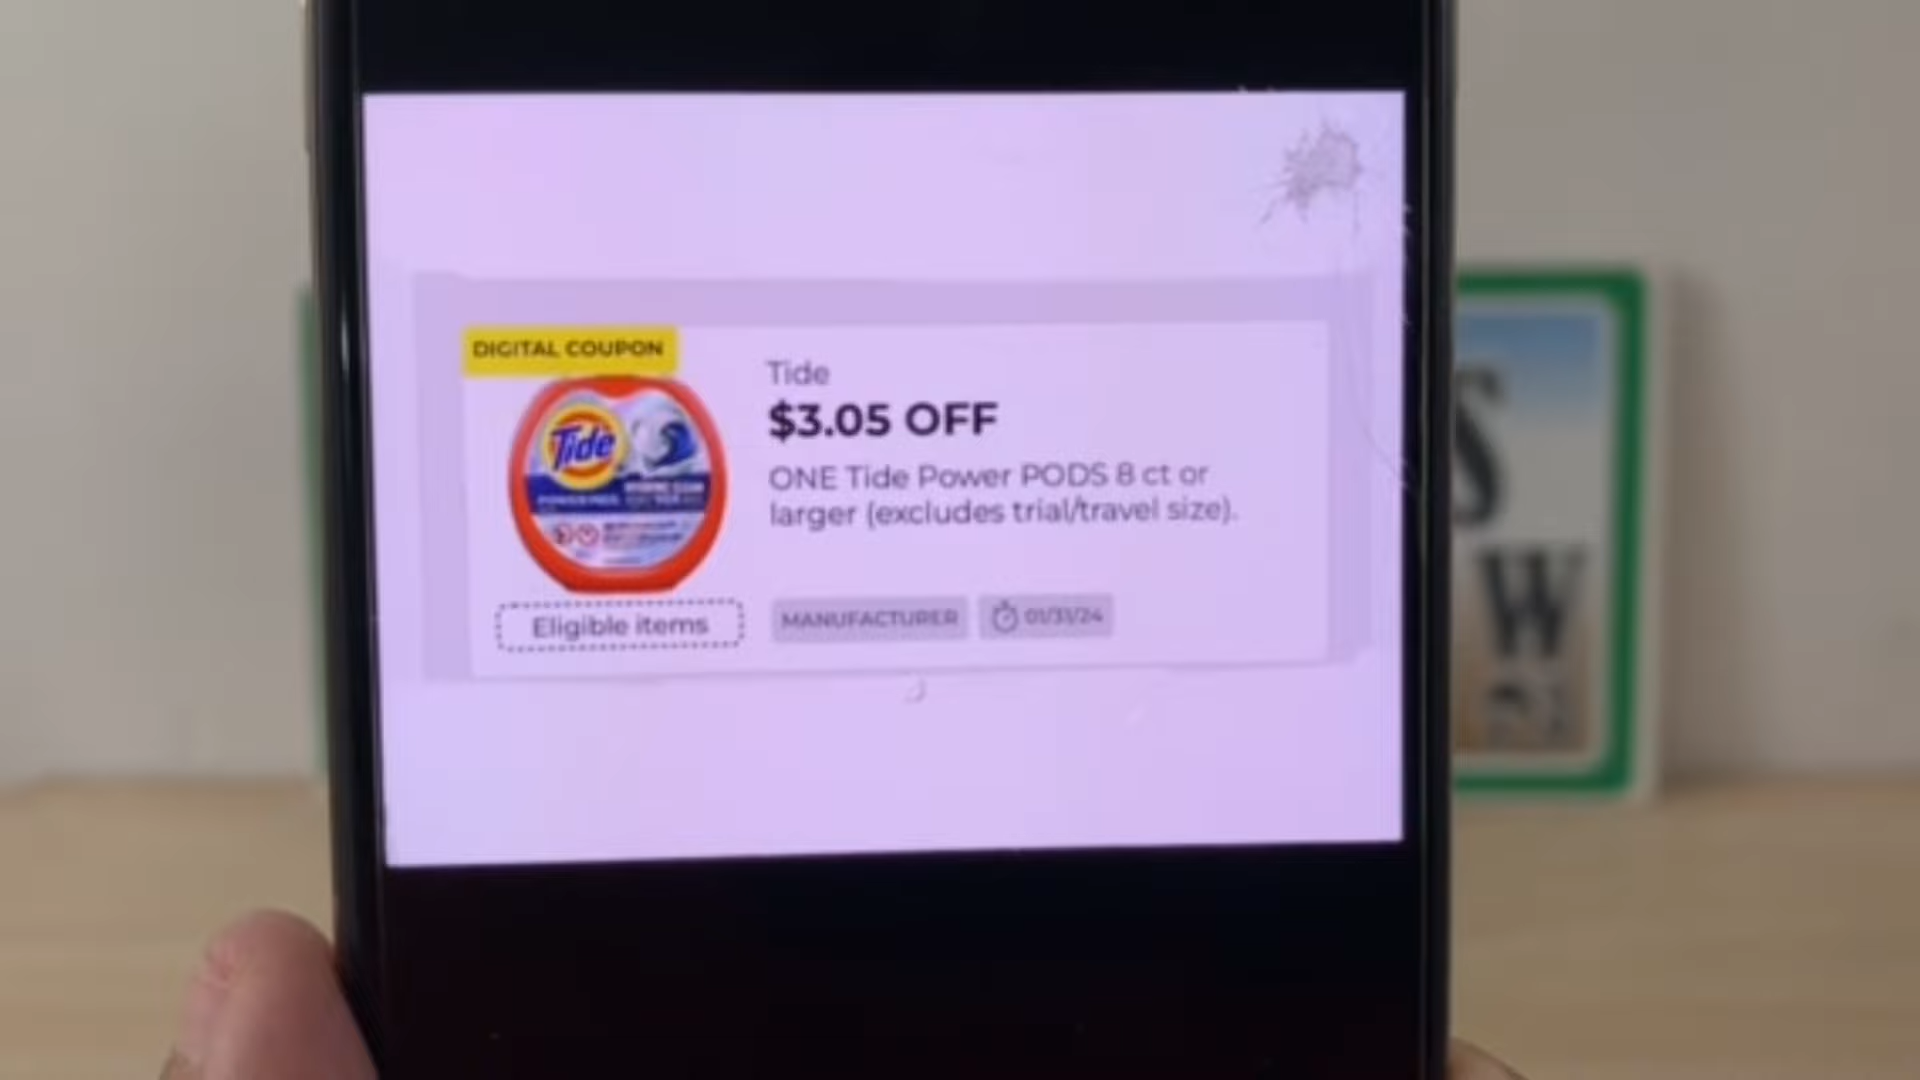 DIGITAL COUPON
Tide
Tide
$3.05 OFF
ONE Tide Power PODS 8 ct or
larger (excludes trial/travel size).
Eligible items
MANUFACTURER
01/31/24
S
W